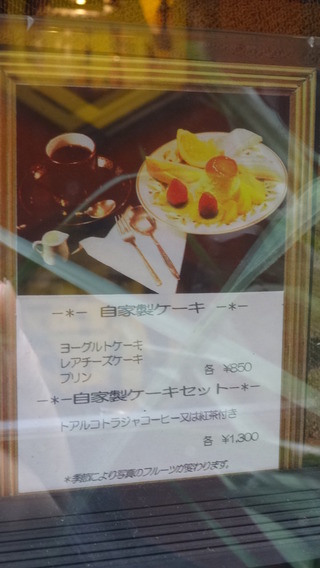 -*- 自家製ケーキ -*-
ヨーグルトケーキ
レアチーズケーキ
プリン 各 ¥850
-*-自家製ケーキセット-*-
トアルコトラジャコーヒー又は紅茶付き
各 ¥1,300
*季節により写真のフルーツが変わります。